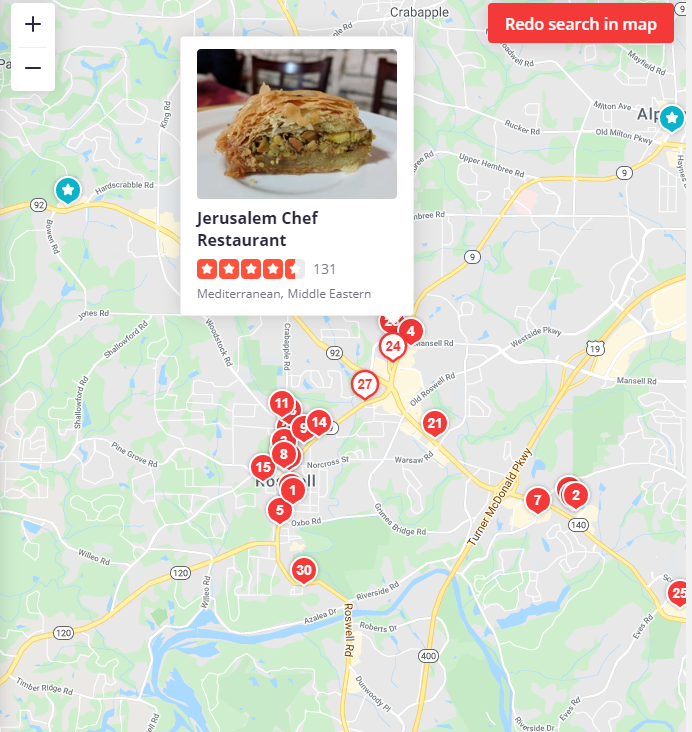 Crabapple
Redo search in map
+
−
Mayfield Rd
Milton Ave
Rucker Rd
Old Milton Pkwy
King Rd
Upper Hembree Rd
9
Hardscrabble Rd
92
Bowen Rd
Jerusalem Chef
Restaurant
131
Mediterranean, Middle Eastern
9
Jones Rd
Woodstock Rd
Crabapple Rd
4
Mansell Rd
24
92
Westside Pkwy
19
27
Mansell Rd
Shallowford Rd
Old Roswell Rd
11
14
9
21
8
15
Pine Grove Rd
Norcross St
Warsaw Rd
Turner McDonald Pkwy
1
7
2
5
Oxbo Rd
Grimes Bridge Rd
140
Willeo Rd
120
30
Willeo Rd
Riverside Rd
25
Azalea Dr
Roberts Dr
Roswell Rd
Eves Rd
120
400
Timber Ridge Rd
Dunwoody Pl
Eves Rd
Riverside Dr